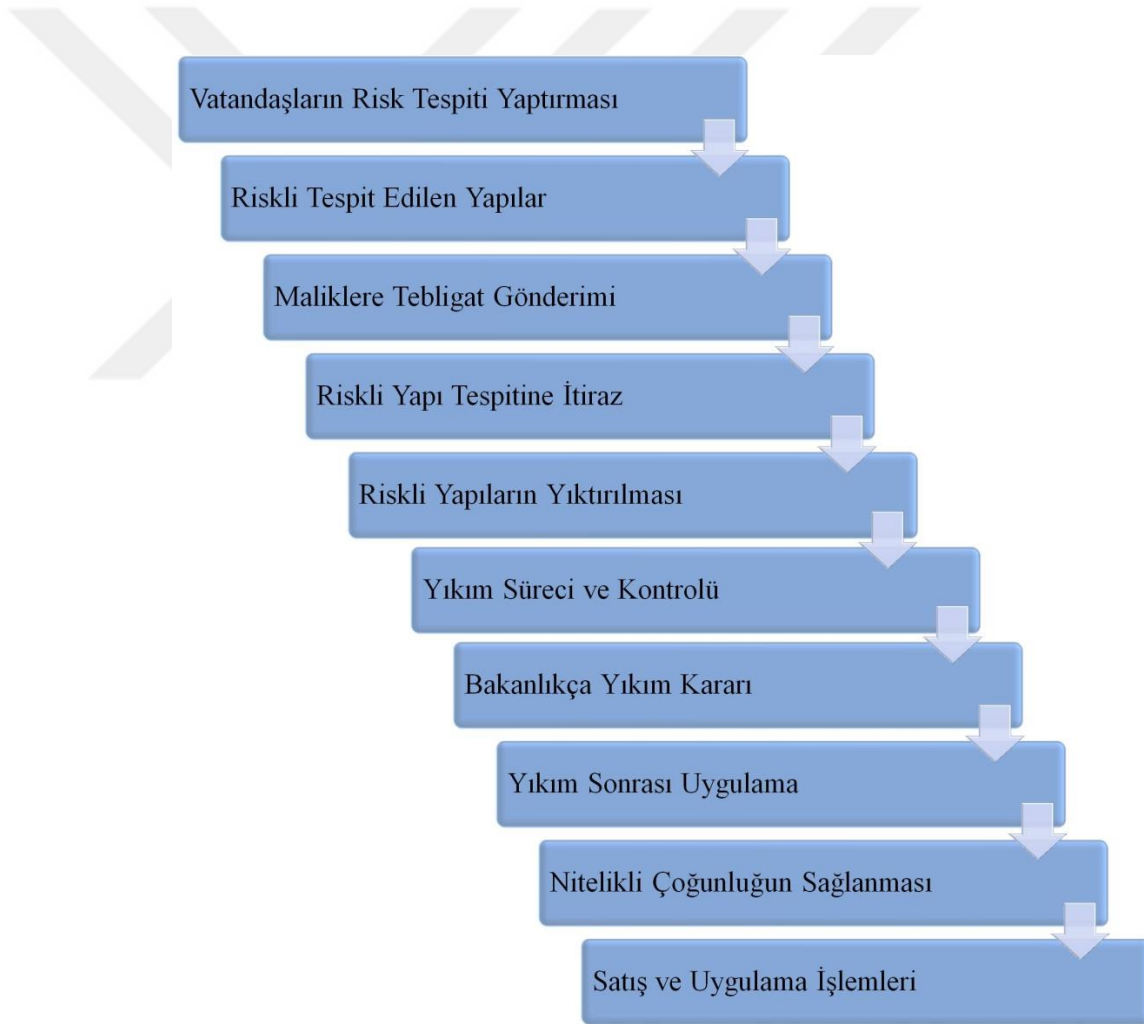 Vatandaşların Risk Tespiti Yaptırması
Riskli Tespit Edilen Yapılar
Maliklere Tebligat Gönderimi
Riskli Yapı Tespitine İtiraz
Riskli Yapıların Yıktırılması
Yıkım Süreci ve Kontrolü
Bakanlıkça Yıkım Kararı
Yıkım Sonrası Uygulama
Nitelikli Çoğunluğun Sağlanması
Satış ve Uygulama İşlemleri